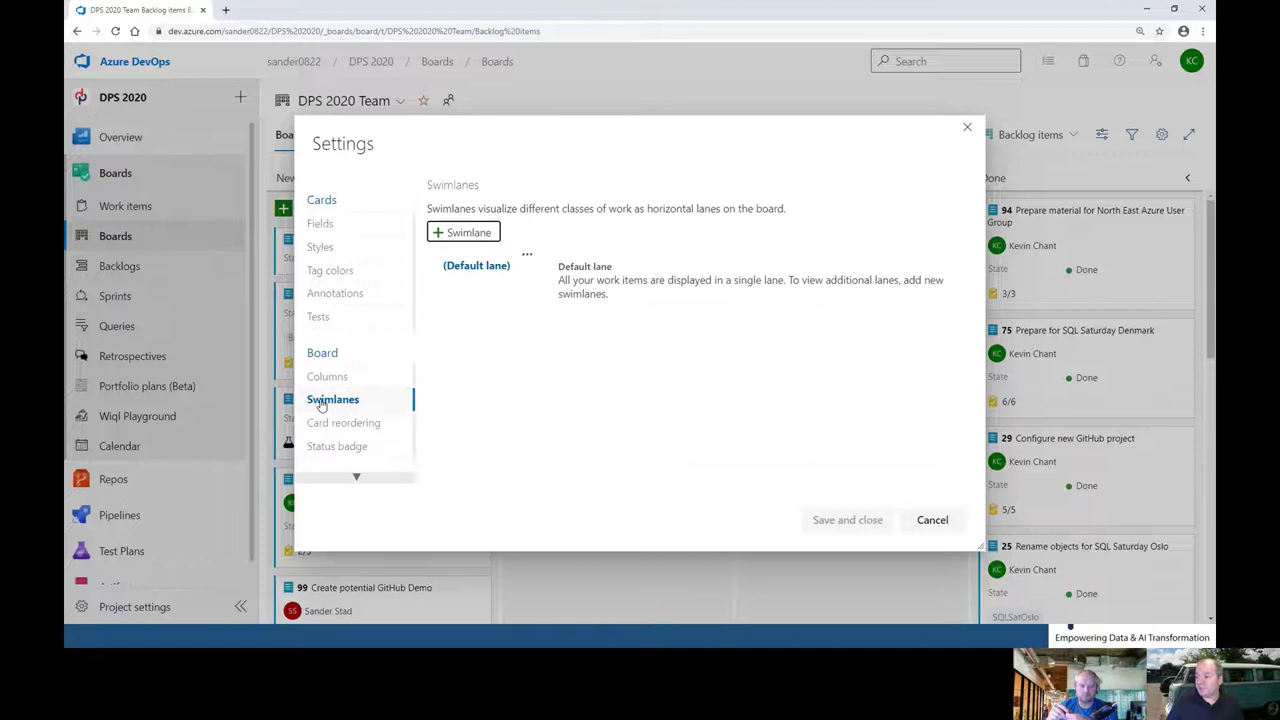 DPS 2020 Team Backlog items B
dev.azure.com/sander0822/DPS%202020/_boards/board/t/DPS%202020%20Team/Backlog%20items
Azure DevOps
sander0822 / DPS 2020 / Boards / Boards
Search
KC
DPS 2020
DPS 2020 Team
Overview
Boards
Work items
Boards
Backlogs
Sprints
Queries
Retrospectives
Portfolio plans (Beta)
Wiql Playground
Calendar
Repos
Pipelines
Test Plans
Project settings
Backlog items
Settings
Cards
Fields
Styles
Tag colors
Annotations
Tests
Board
Columns
Swimlanes
Card reordering
Status badge
Swimlanes
Swimlanes visualize different classes of work as horizontal lanes on the board.
Swimlane
(Default lane)
Default lane
All your work items are displayed in a single lane. To view additional lanes, add new
swimlanes.
Save and close
Cancel
99 Create potential GitHub Demo
SS Sander Stad
Done
94 Prepare material for North East Azure User
Group
KC Kevin Chant
State Done
3/3
75 Prepare for SQL Saturday Denmark
KC Kevin Chant
State Done
6/6
29 Configure new GitHub project
KC Kevin Chant
State Done
5/5
25 Rename objects for SQL Saturday Oslo
KC Kevin Chant
State Done
SQLSatOslo
Empowering Data & AI Transformation